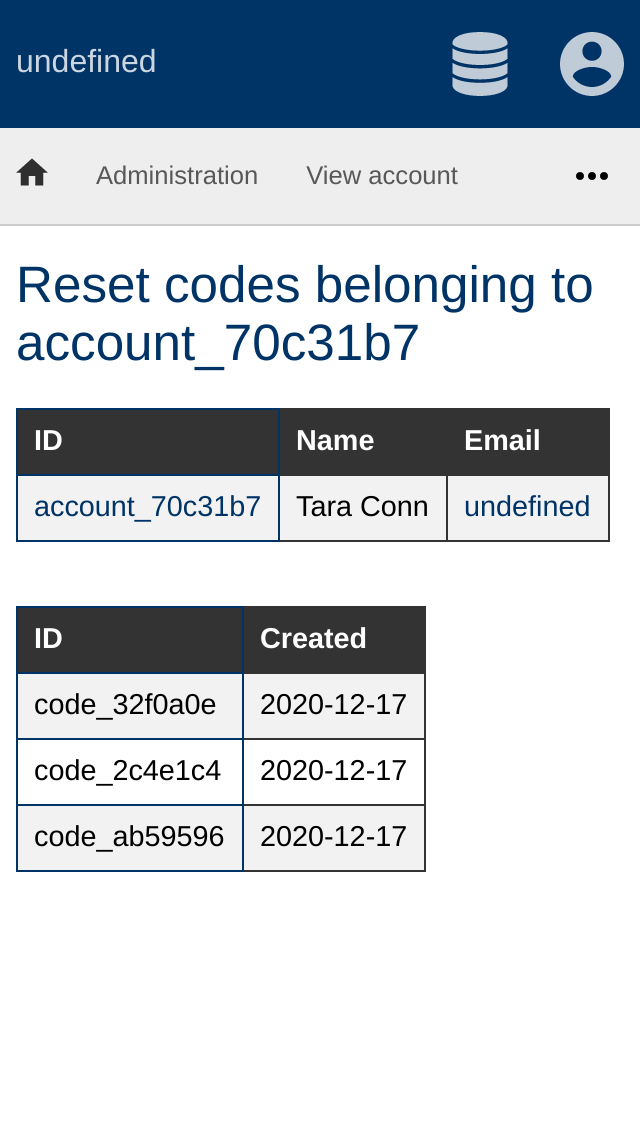 undefined
Administration View account
Reset codes belonging to
account_70c31b7
ID Name Email
account_70c31b7 Tara Conn undefined
ID Created
code_32f0a0e 2020-12-17
code_2c4e1c4 2020-12-17
code_ab59596 2020-12-17